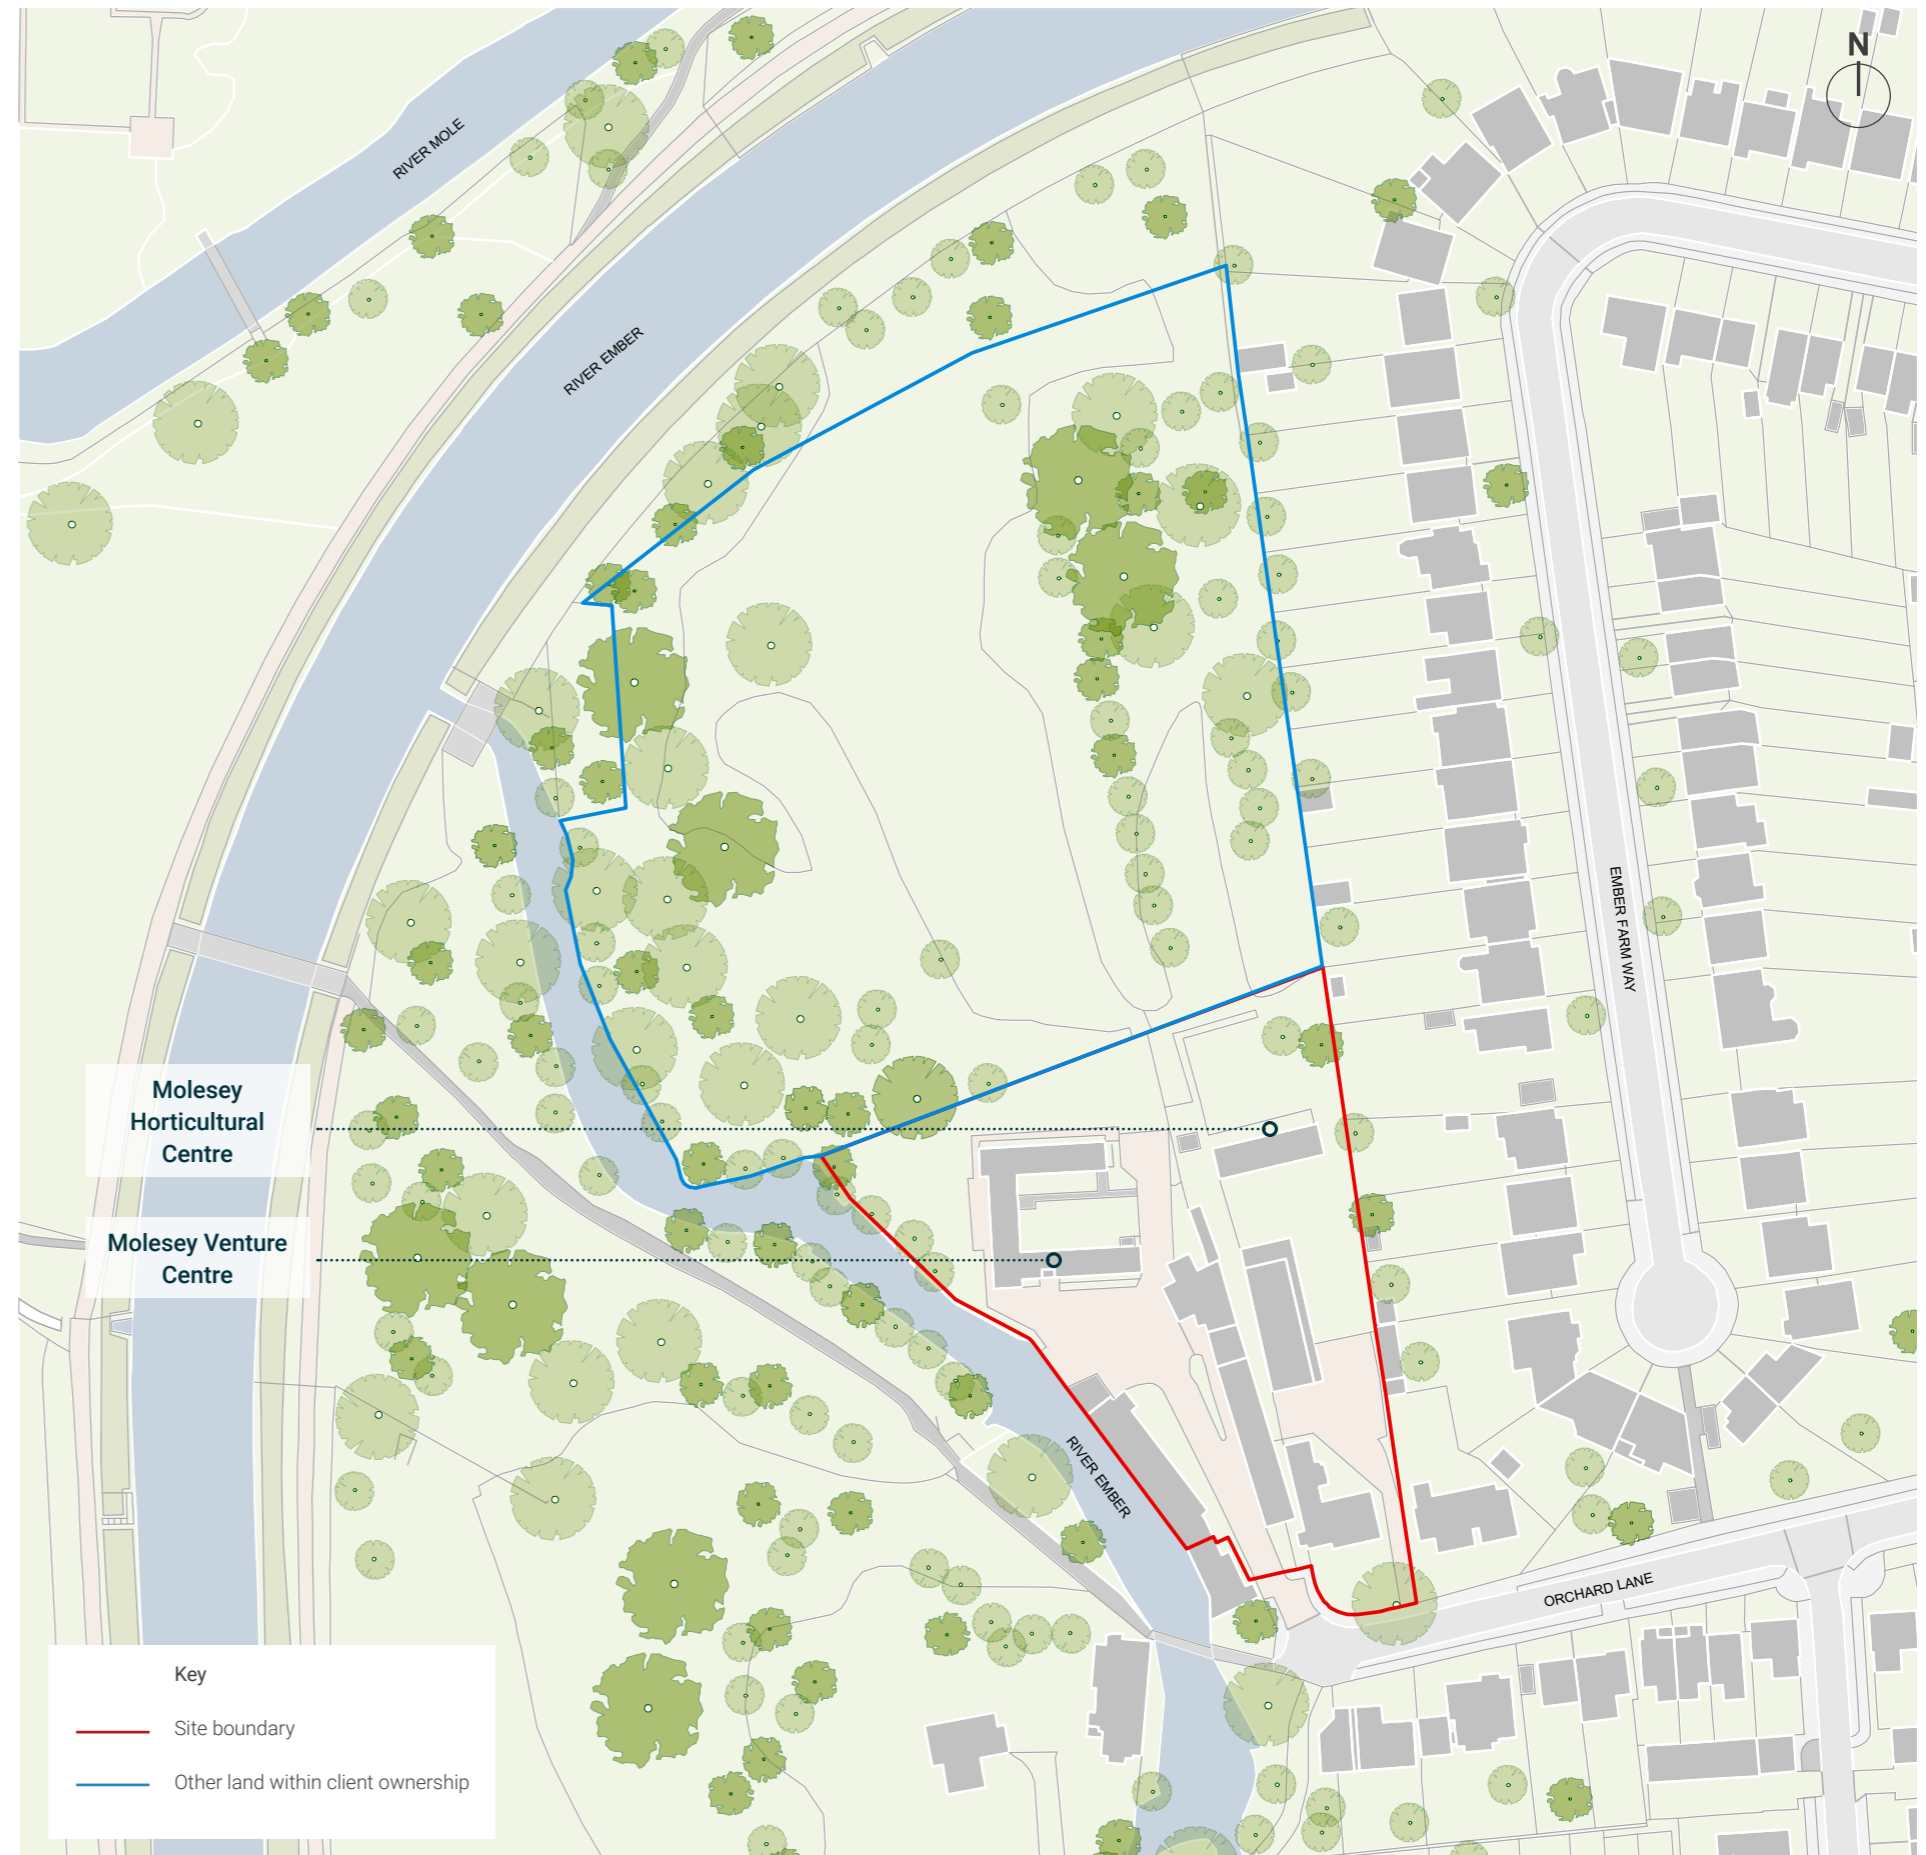 N
RIVER MOLE
RIVER EMBER
EMBER FARM WAY
Molesey
Horticultural
Centre
Molesey Venture
Centre
RIVER EMBER
ORCHARD LANE
Key
Site boundary
Other land within client ownership